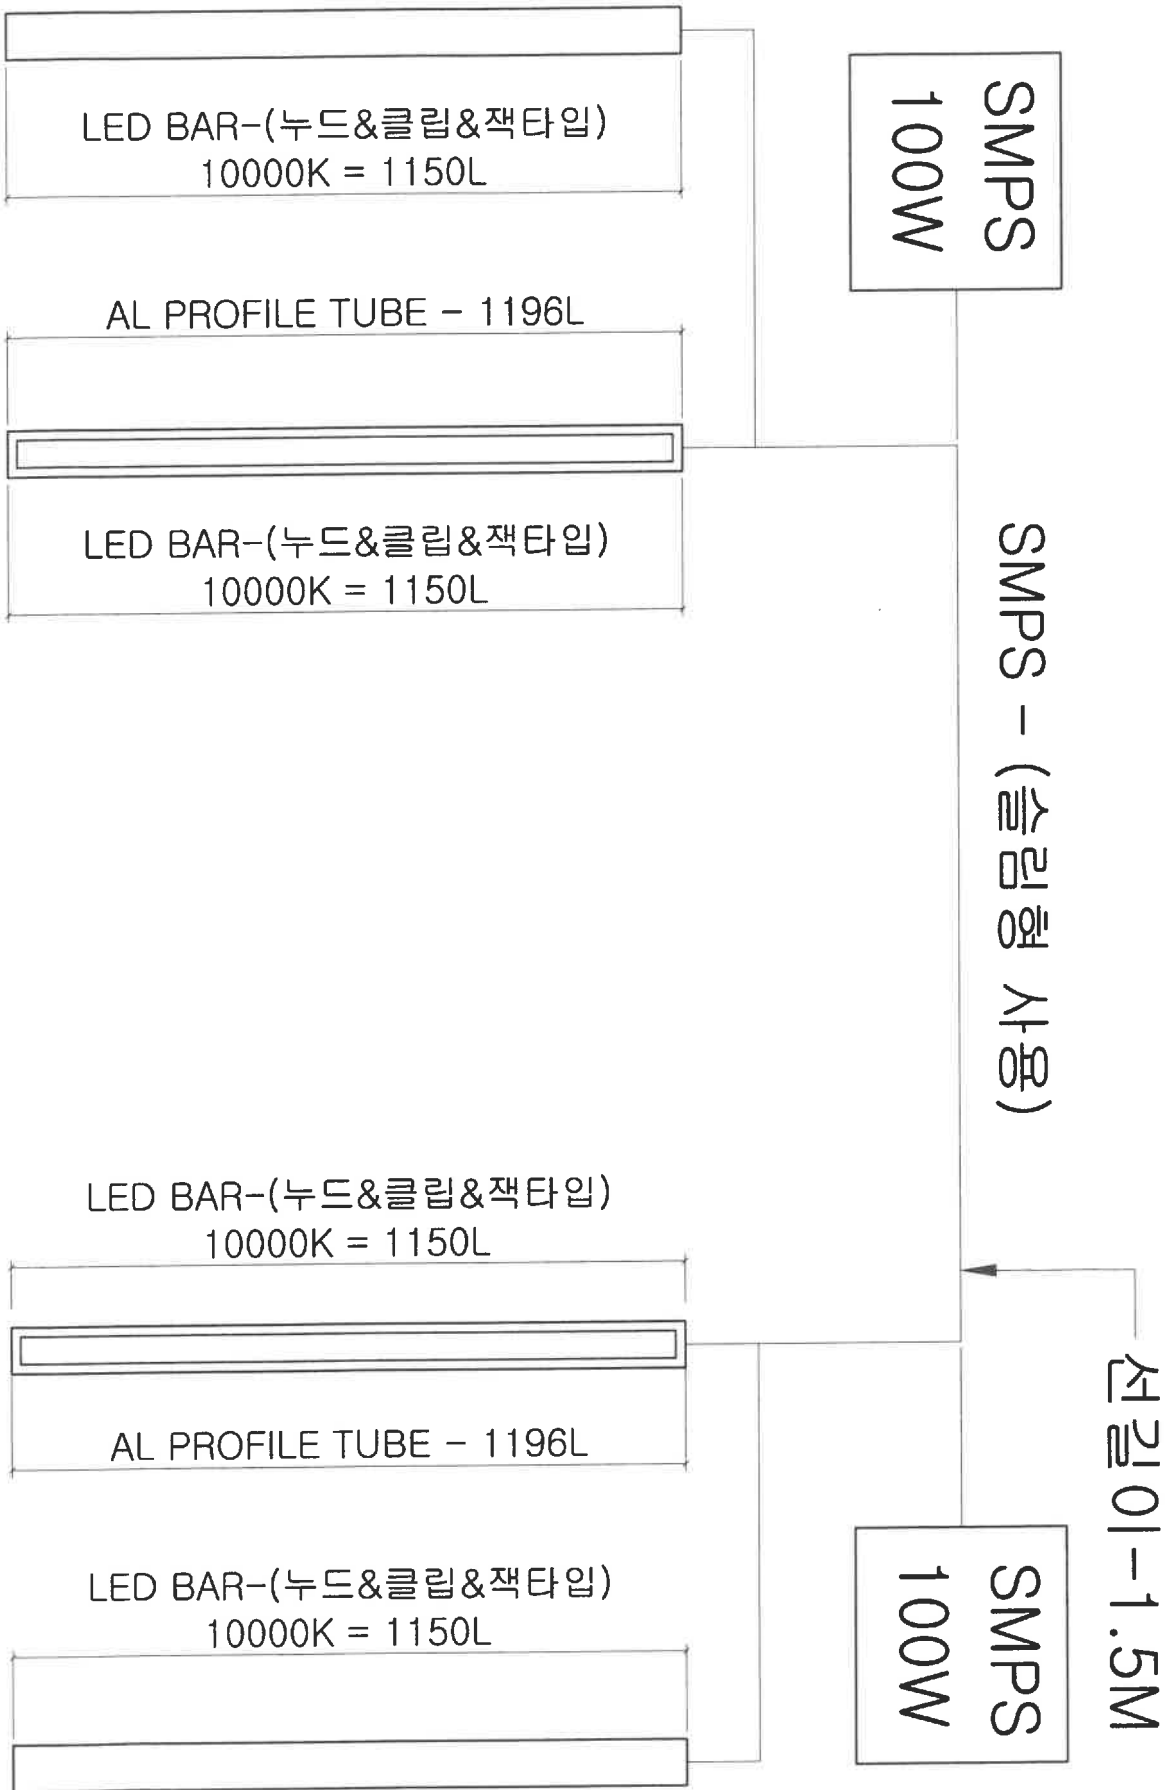 LED BAR-(누드&클립&잭타입)
10000K = 1150L
SMPS
100W
AL PROFILE TUBE - 1196L
LED BAR-(누드&클립&잭타입)
10000K = 1150L
SMPS - (슬림형 사용)
LED BAR-(누드&클립&잭타입)
10000K = 1150L
선길이-1.5M
AL PROFILE TUBE - 1196L
SMPS
100W
LED BAR-(누드&클립&잭타입)
10000K = 1150L